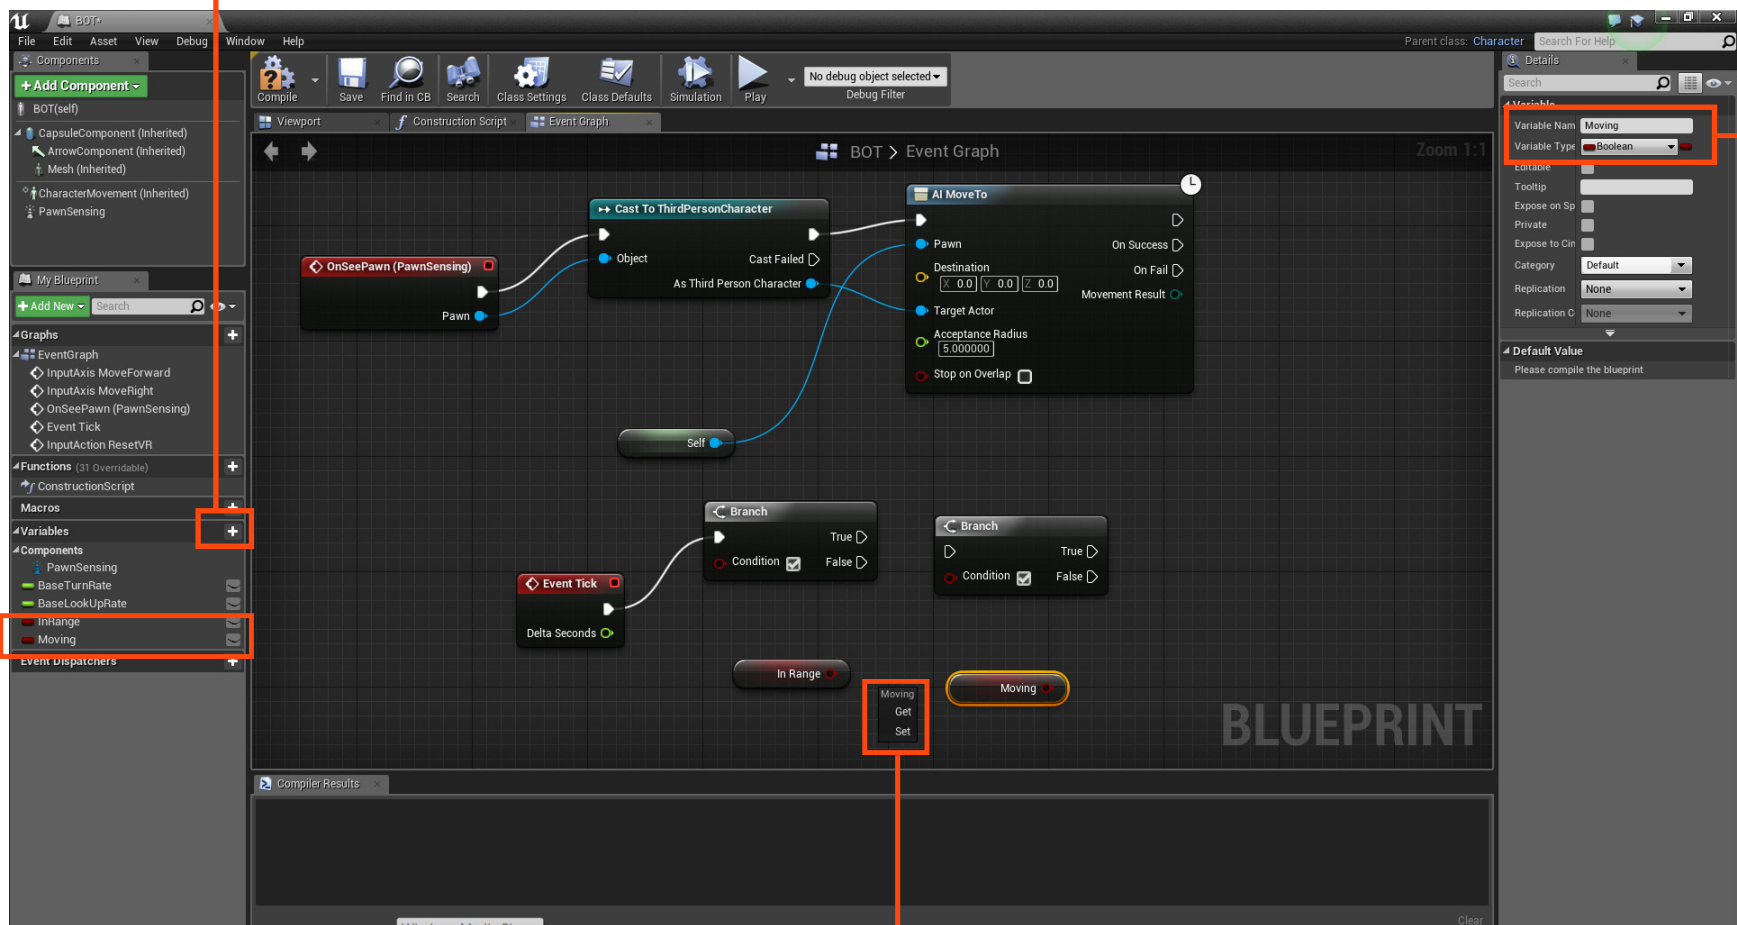 BOT*
File Edit Asset View Debug Window Help
Parent class: Character Search For Help
Components
+Add Component
BOT(self)
CapsuleComponent (Inherited)
ArrowComponent (Inherited)
Mesh (Inherited)
CharacterMovement (Inherited)
PawnSensing
My Blueprint
+Add New Search
Graphs
EventGraph
InputAxis MoveForward
InputAxis MoveRight
OnSeePawn (PawnSensing)
Event Tick
InputAction ResetVR
Functions (31 Overridable)
ConstructionScript
Macros
Variables
Components
PawnSensing
BaseTurnRate
BaseLookUpRate
InRange
Moving
Event Dispatchers
Compile Save Find in CB Search Class Settings Class Defaults Simulation Play
No debug object selected
Debug Filter
Viewport Construction Script Event Graph
BOT > Event Graph
Zoom 1:1
OnSeePawn (PawnSensing)
Pawn
Cast To ThirdPersonCharacter
Object Cast Failed
As Third Person Character
AI MoveTo
Pawn On Success
Destination On Fail
X 0.0 Y 0.0 Z 0.0
Movement Result
Target Actor
Acceptance Radius
5.000000
Stop on Overlap
Self
Branch
True
Condition False
Branch
True
Condition False
Event Tick
Delta Seconds
In Range
Moving
Get
Set
Moving
BLUEPRINT
Compiler Results
Clear
Details
Search
Variable
Variable Nam Moving
Variable Type Boolean
Editable
Tooltip
Expose on Sp
Private
Expose to Cin
Category Default
Replication None
Replication C None
Default Value
Please compile the blueprint